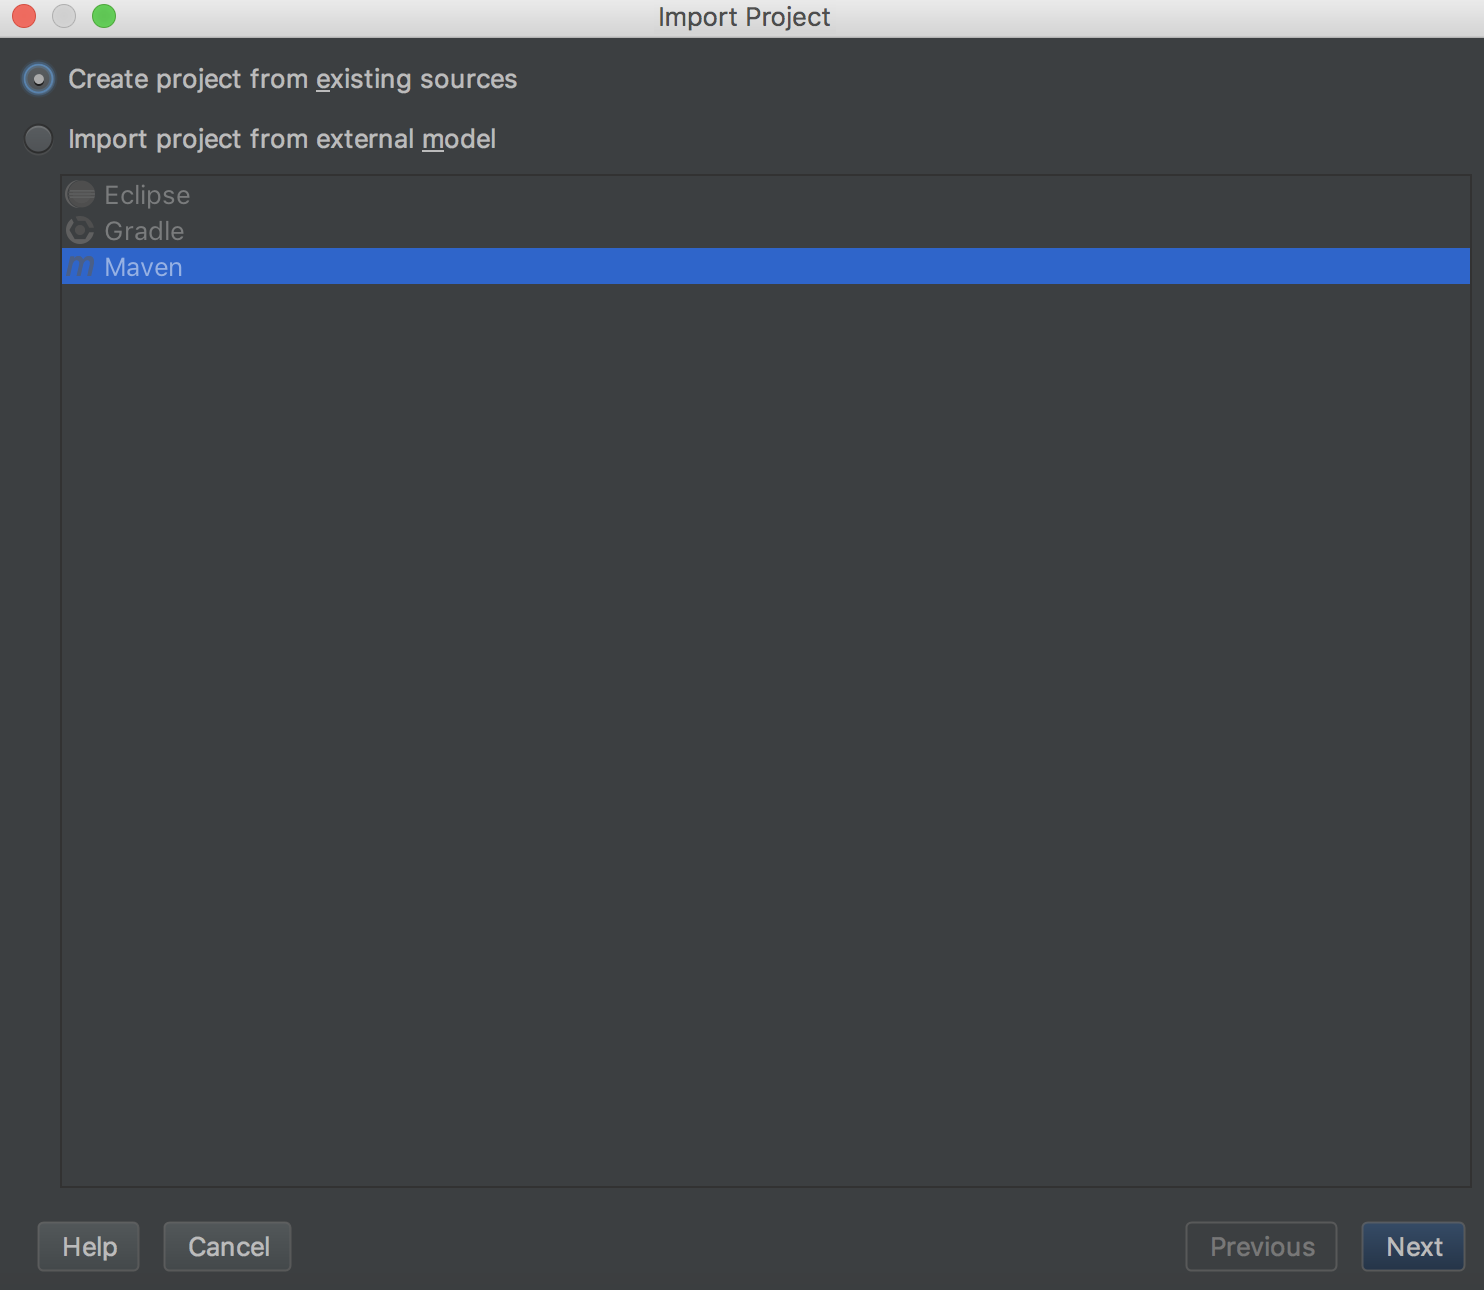 Import Project
Create project from existing sources
Import project from external model
Eclipse
Gradle
Maven
Help Cancel Previous Next